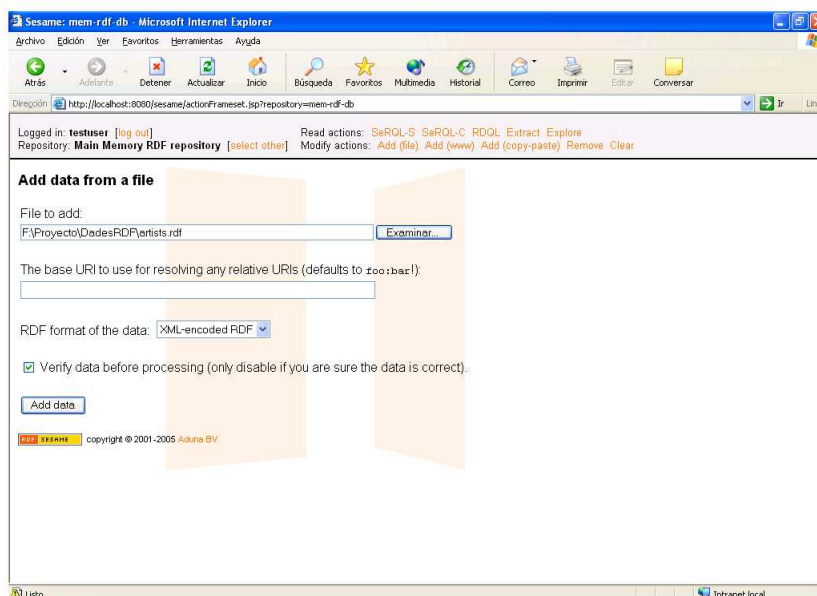 Sesame: mem-rdf-db - Microsoft Internet Explorer
Archivo Edición Ver Favoritos Herramientas Ayuda
Atrás Adelante Detener Actualizar Inicio Búsqueda Favoritos Multimedia Historial Correo Imprimir Editar Conversar
Dirección http://localhost:8080/sesame/actionFrameset.jsp?repository=mem-rdf-db Ir
Logged in: testuser [log out] Read actions: SeRQL-S SeRQL-C RDQL Extract Explore
Repository: Main Memory RDF repository [select other] Modify actions: Add (file) Add (www) Add (copy-paste) Remove Clear
Add data from a file
File to add:
F:\Proyecto\DadesRDF\artists.rdf Examinar...
The base URI to use for resolving any relative URIs (defaults to foo:bar!):
RDF format of the data: XML-encoded RDF
Verify data before processing (only disable if you are sure the data is correct).
Add data
RDF SESAME copyright © 2001-2005 Aduna BV
Listo Intranet local